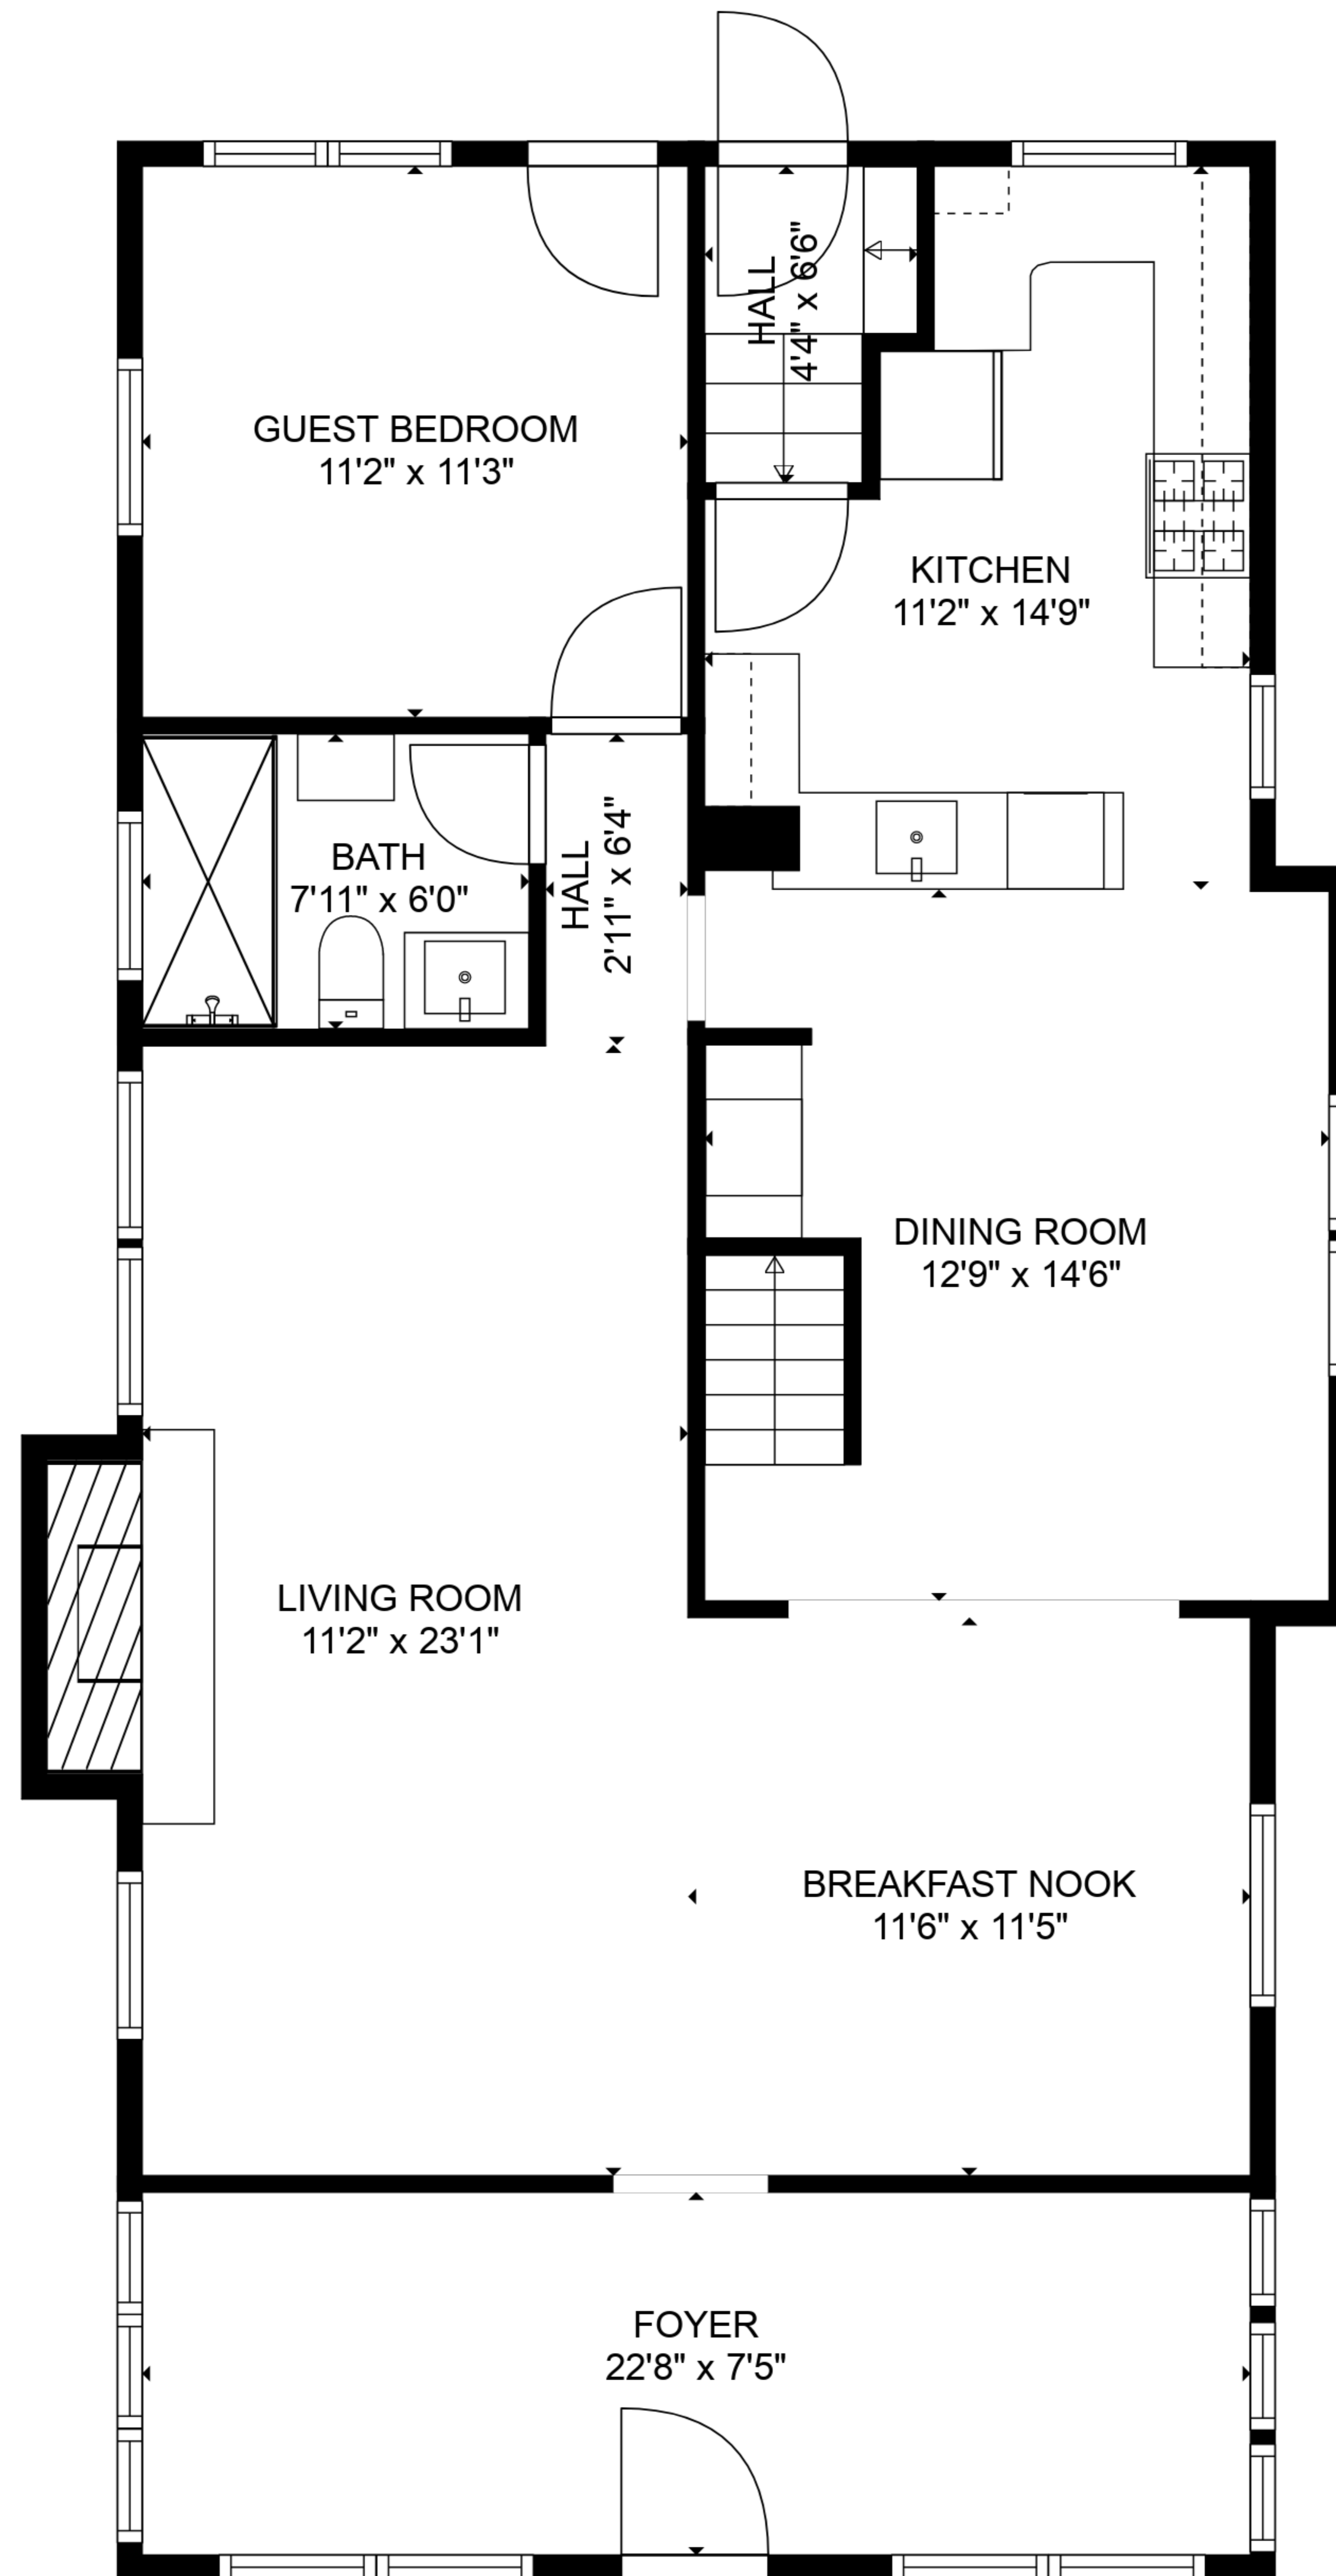 HALL
4'4" x 6'6"
GUEST BEDROOM
11'2" x 11'3"
KITCHEN
11'2" x 14'9"
BATH
7'11" x 6'0"
HALL
2'11" x 6'4"
DINING ROOM
12'9" x 14'6"
LIVING ROOM
11'2" x 23'1"
BREAKFAST NOOK
11'6" x 11'5"
FOYER
22'8" x 7'5"